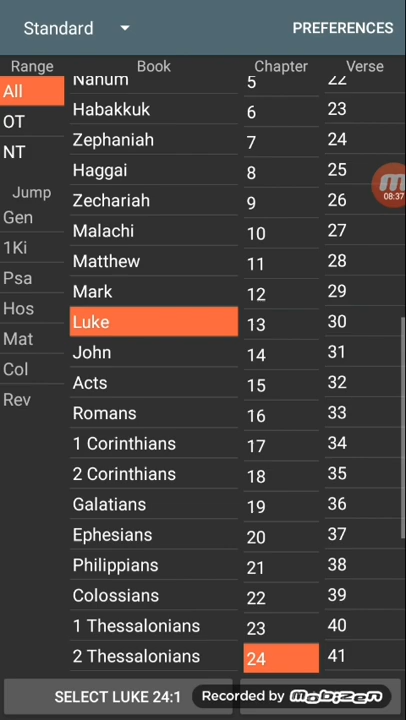 Standard
PREFERENCES
Range
Book
Chapter
Verse
All
OT
NT
Jump
Gen
1Ki
Psa
Hos
Mat
Col
Rev
Nahum
Habakkuk
Zephaniah
Haggai
Zechariah
Malachi
Matthew
Mark
Luke
John
Acts
Romans
1 Corinthians
2 Corinthians
Galatians
Ephesians
Philippians
Colossians
1 Thessalonians
2 Thessalonians
5
6
7
8
9
10
11
12
13
14
15
16
17
18
19
20
21
22
23
24
22
23
24
25
26
27
28
29
30
31
32
33
34
35
36
37
38
39
40
41
08:37
SELECT LUKE 24:1
Recorded by mobizen